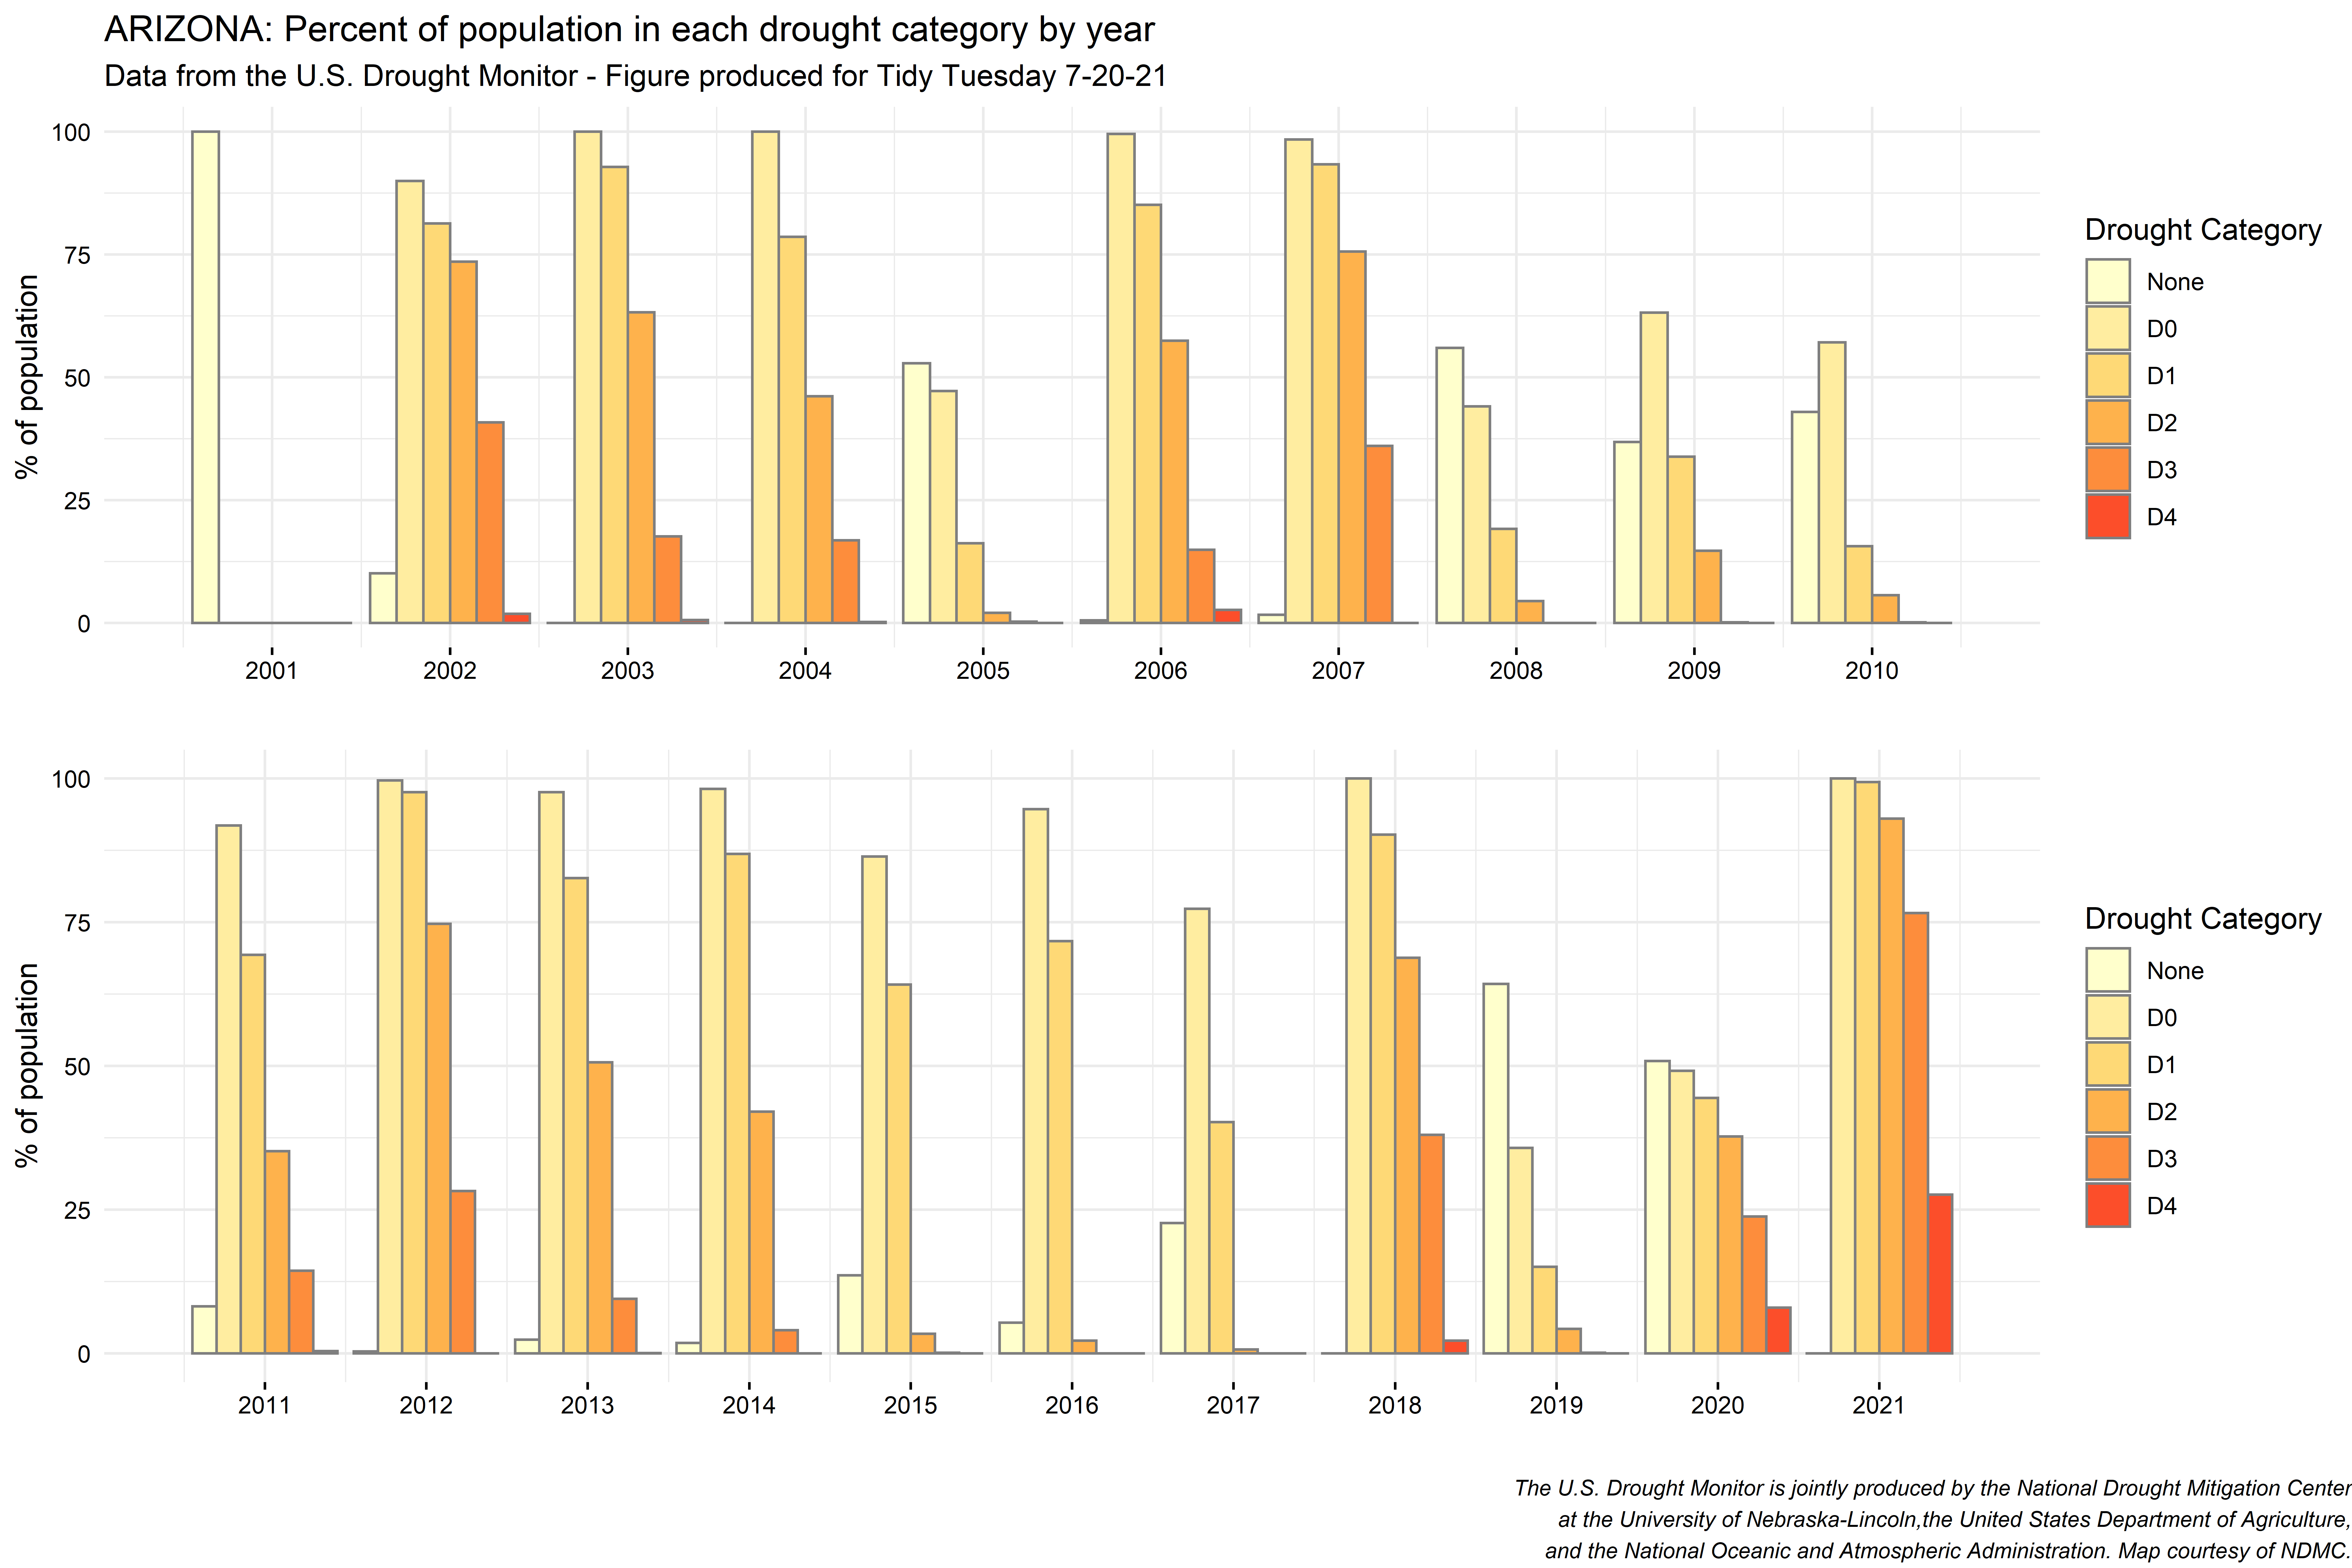 ARIZONA: Percent of population in each drought category by year
Data from the U.S. Drought Monitor - Figure produced for Tidy Tuesday 7-20-21
% of population
100
75
50
25
0
2001 2002 2003 2004 2005 2006 2007 2008 2009 2010
Drought Category
None
D0
D1
D2
D3
D4
% of population
100
75
50
25
0
2011 2012 2013 2014 2015 2016 2017 2018 2019 2020 2021
Drought Category
None
D0
D1
D2
D3
D4
The U.S. Drought Monitor is jointly produced by the National Drought Mitigation Center
at the University of Nebraska-Lincoln,the United States Department of Agriculture,
and the National Oceanic and Atmospheric Administration. Map courtesy of NDMC.